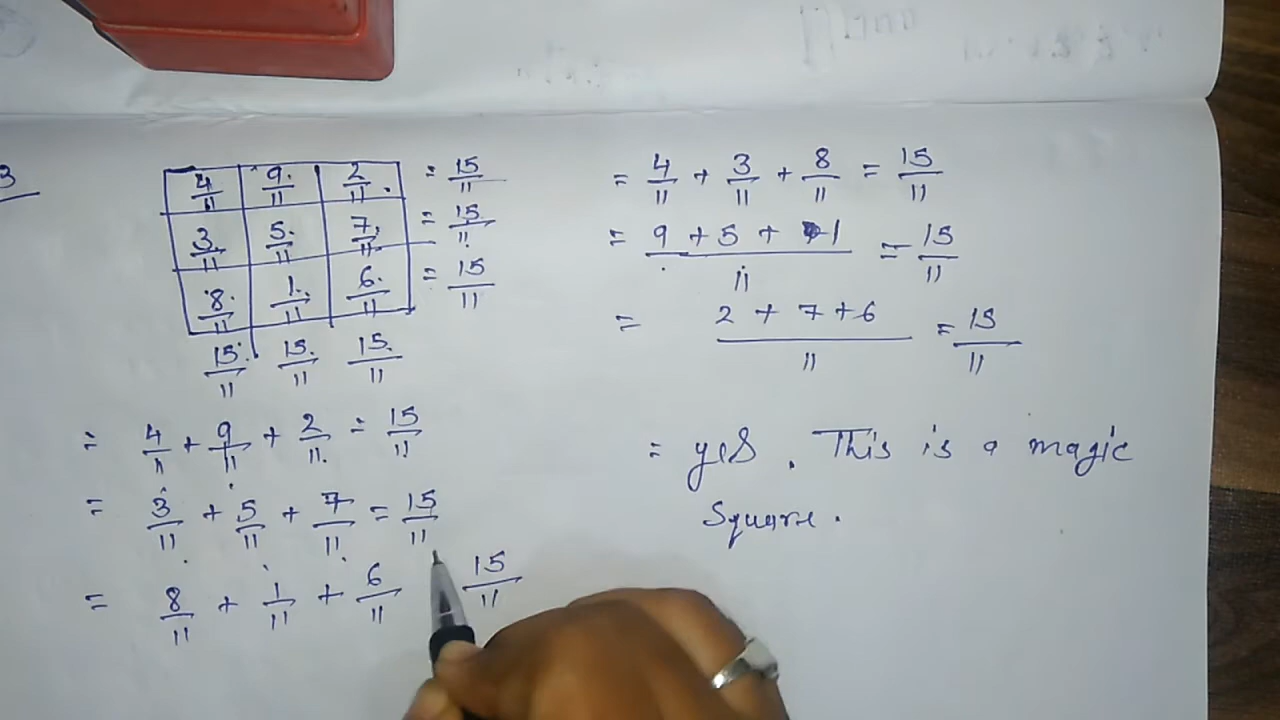 3
4/11 9/11 2/11 = 15/11
3/11 5/11 7/11 = 15/11
8/11 1/11 6/11 = 15/11
15/11 15/11 15/11
= 4/11 + 9/11 + 2/11 = 15/11
= 3/11 + 5/11 + 7/11 = 15/11
= 8/11 + 1/11 + 6/11 15/11
= 4/11 + 3/11 + 8/11 = 15/11
= 9 + 5 + 1 / 11 = 15/11
= 2 + 7 + 6 / 11 = 15/11
= yes. This is a magic
Square.